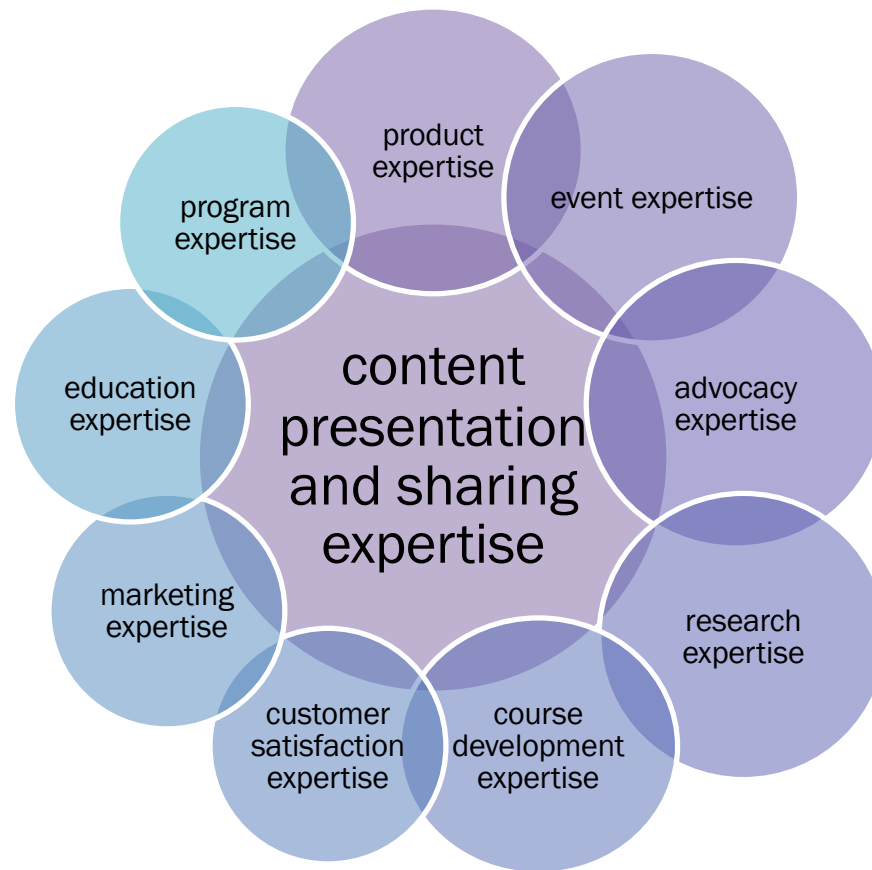 product
expertise
event expertise
program
expertise
content
presentation
and sharing
expertise
education
expertise
advocacy
expertise
marketing
expertise
research
expertise
customer
satisfaction
expertise
course
development
expertise